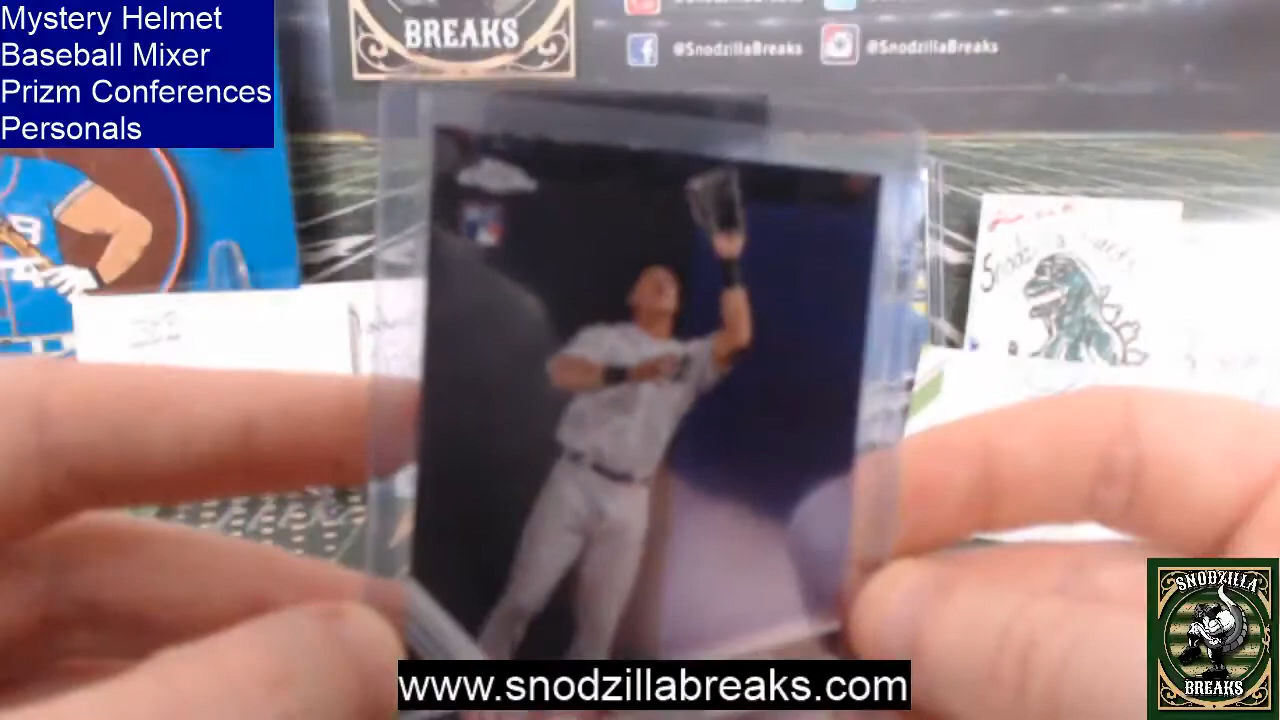 Mystery Helmet
Baseball Mixer
Prizm Conferences
Personals
BREAKS
@SnodzillaBreaks
@SnodzillaBreaks
www.snodzillabreaks.com
SNODZILLA
BREAKS